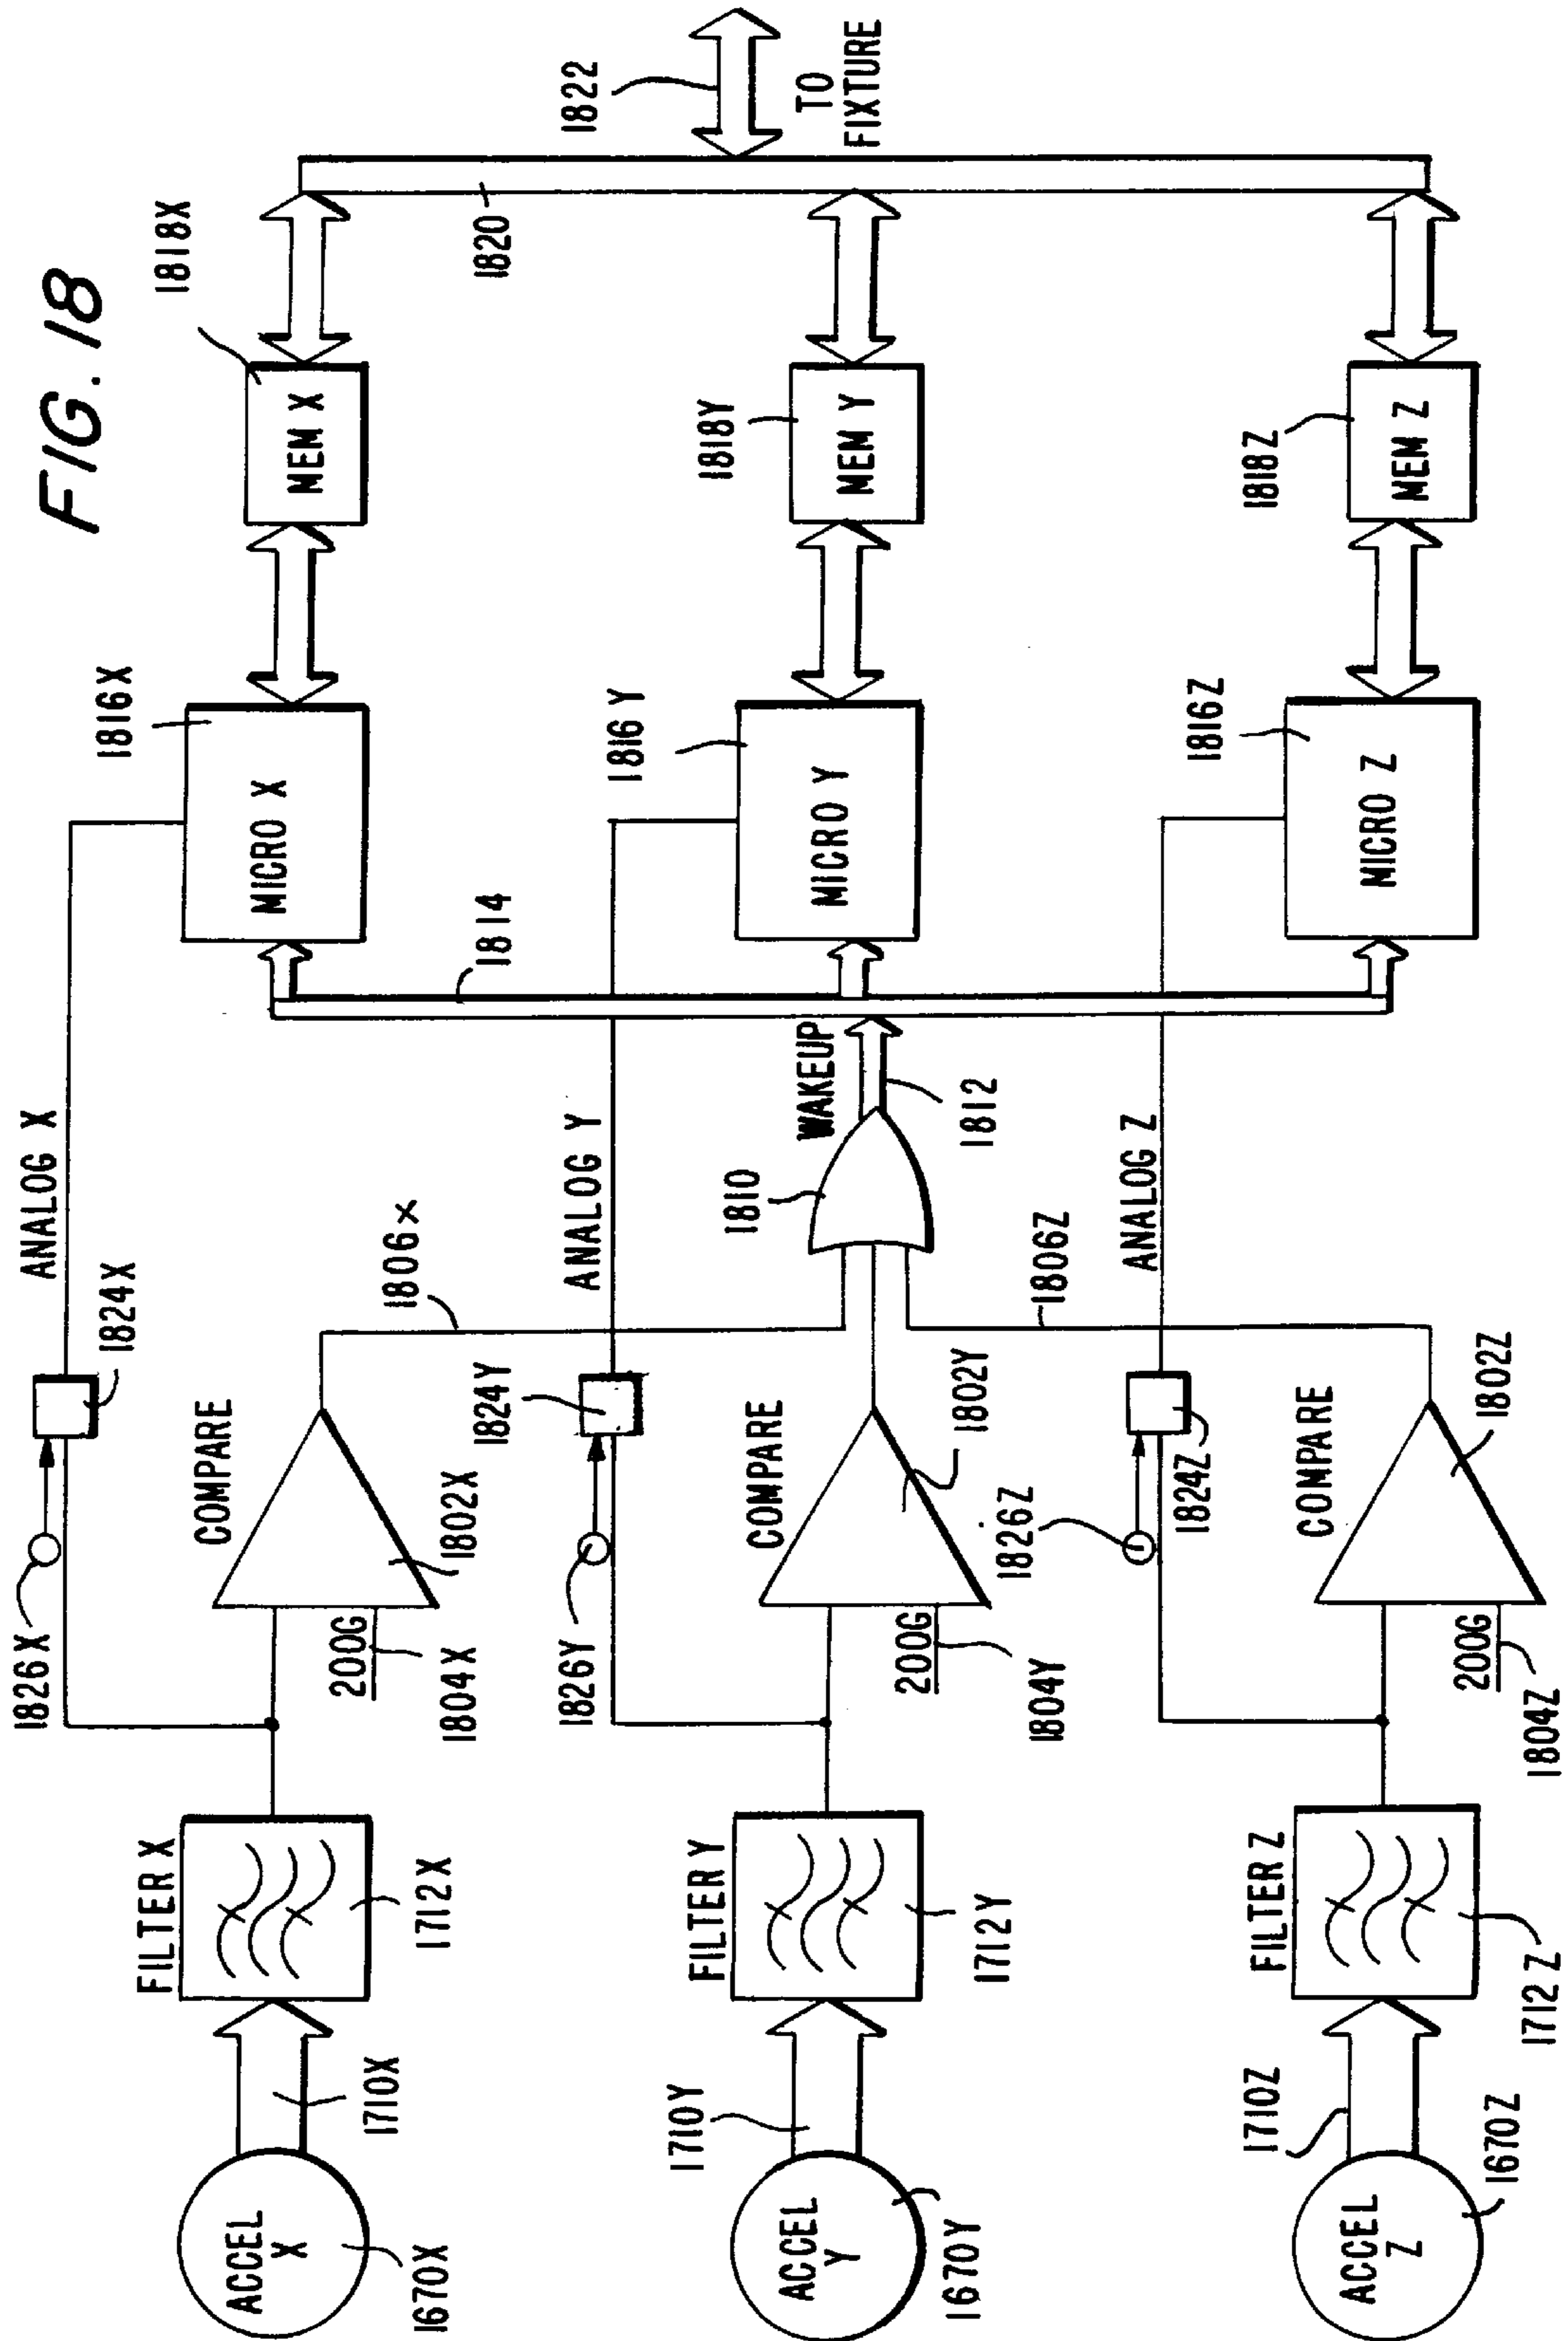 FIG. 18
1826X
1824X
ANALOG X
ACCEL
X
1670X
1710X
FILTER X
1712X
COMPARE
200G
1804X
1802X
1806x
MICRO X
1816X
MEM X
1818X
1814
1820
1822
TO
FIXTURE
1826Y
1824Y
ANALOG Y
ACCEL
Y
1670Y
1710Y
FILTER Y
1712Y
COMPARE
200G
1804Y
1802Y
1810
WAKEUP
1812
MICRO Y
1816Y
MEM Y
1818Y
1826Z
1824Z
ANALOG Z
ACCEL
Z
1670Z
1710Z
FILTER Z
1712Z
COMPARE
200G
1804Z
1802Z
1806Z
MICRO Z
1816Z
MEM Z
1818Z